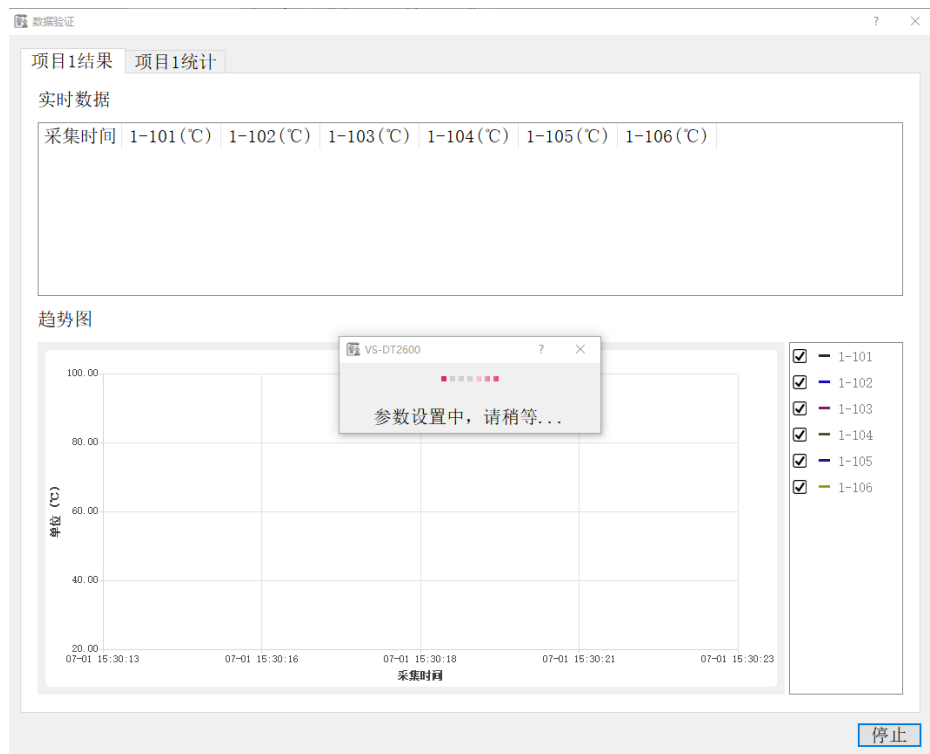 数据验证
项目1结果 项目1统计
实时数据
采集时间 1-101(℃) 1-102(℃) 1-103(℃) 1-104(℃) 1-105(℃) 1-106(℃)
趋势图
VS-DT2600
参数设置中，请稍等...
100.00
80.00
60.00
40.00
20.00
单位 (℃)
07-01 15:30:13 07-01 15:30:16 07-01 15:30:18 07-01 15:30:21 07-01 15:30:23
采集时间
1-101
1-102
1-103
1-104
1-105
1-106
停止